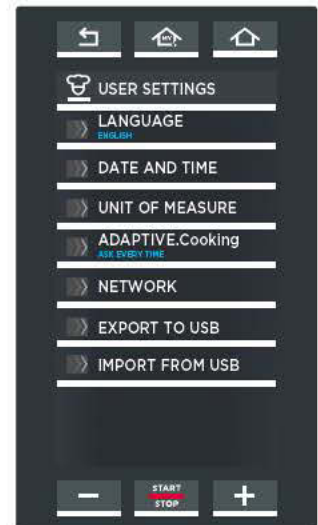 MY
USER SETTINGS
LANGUAGE
ENGLISH
DATE AND TIME
UNIT OF MEASURE
ADAPTIVE.Cooking
ASK EVERY TIME
NETWORK
EXPORT TO USB
IMPORT FROM USB
− START +
STOP